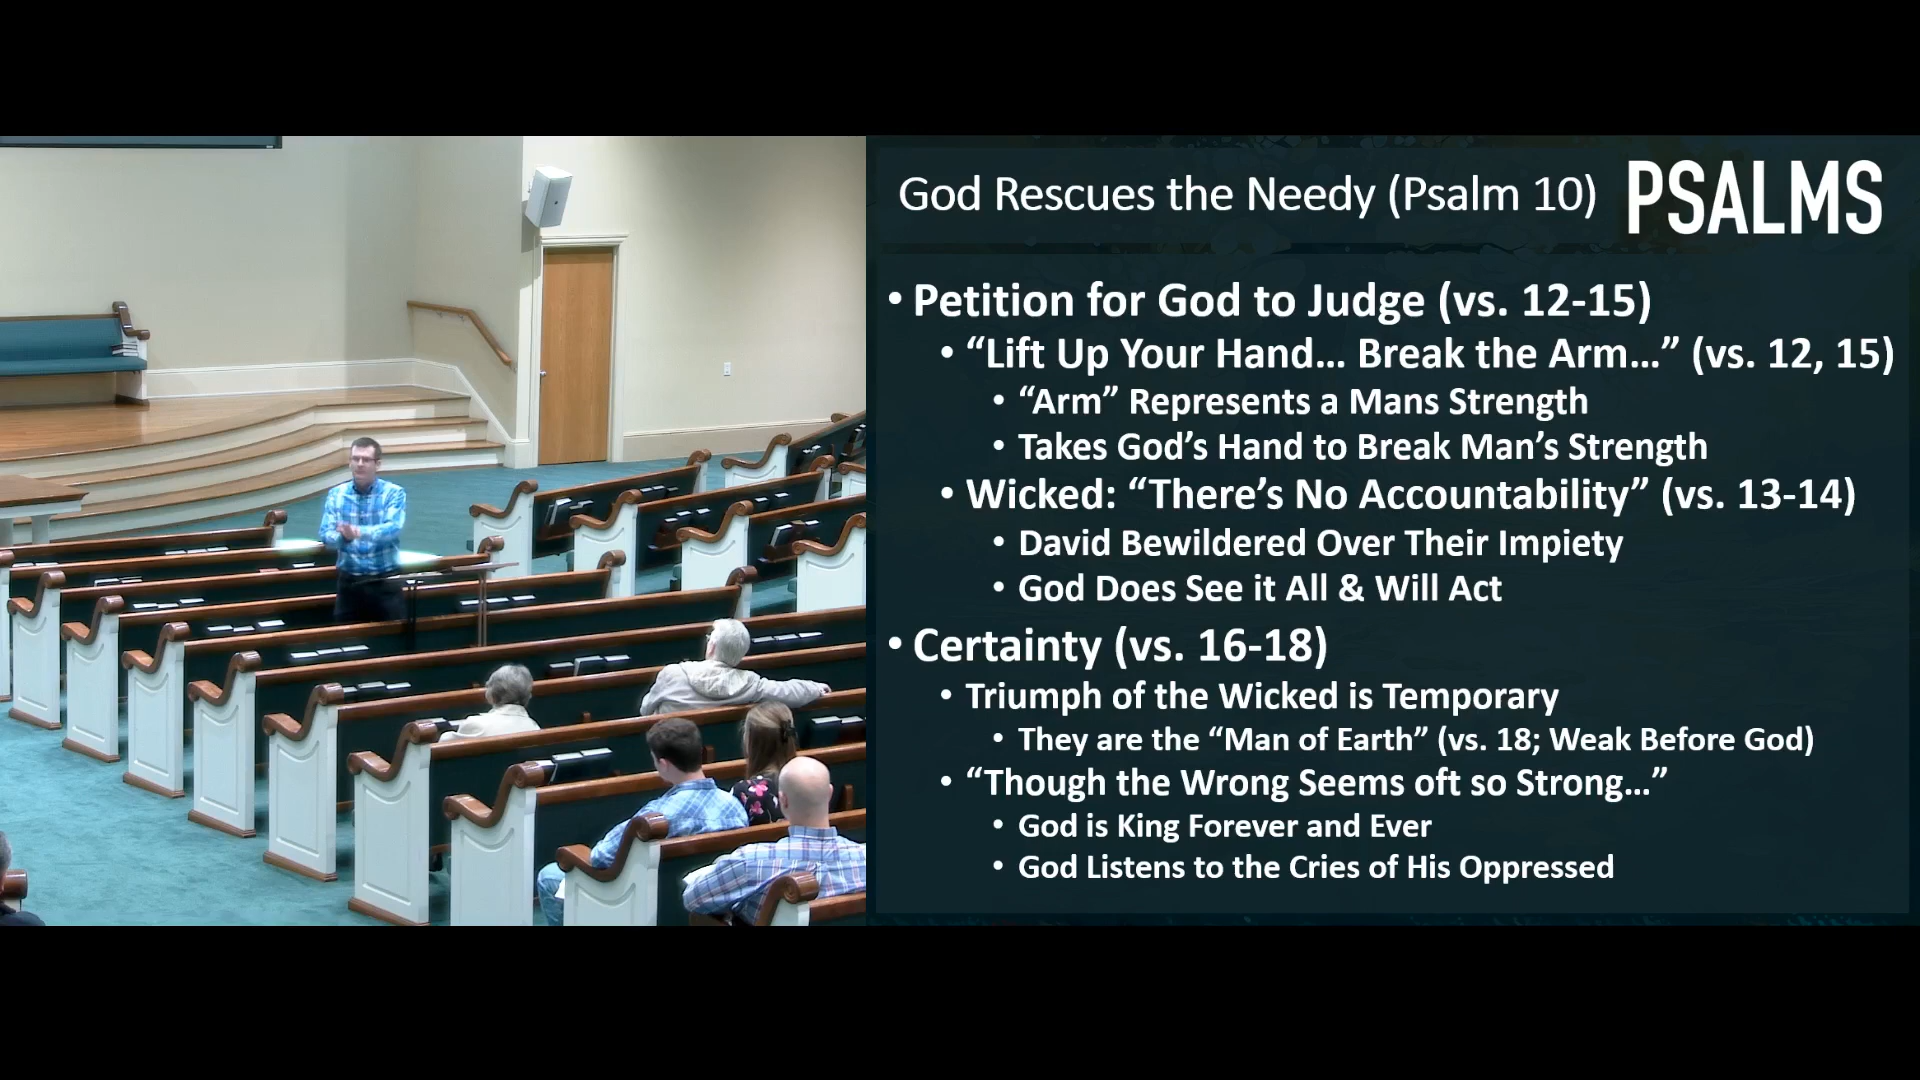 God Rescues the Needy (Psalm 10) PSALMS
• Petition for God to Judge (vs. 12-15)
• “Lift Up Your Hand... Break the Arm...” (vs. 12, 15)
• “Arm” Represents a Mans Strength
• Takes God’s Hand to Break Man’s Strength
• Wicked: “There’s No Accountability” (vs. 13-14)
• David Bewildered Over Their Impiety
• God Does See it All & Will Act
• Certainty (vs. 16-18)
• Triumph of the Wicked is Temporary
• They are the “Man of Earth” (vs. 18; Weak Before God)
• “Though the Wrong Seems oft so Strong...”
• God is King Forever and Ever
• God Listens to the Cries of His Oppressed